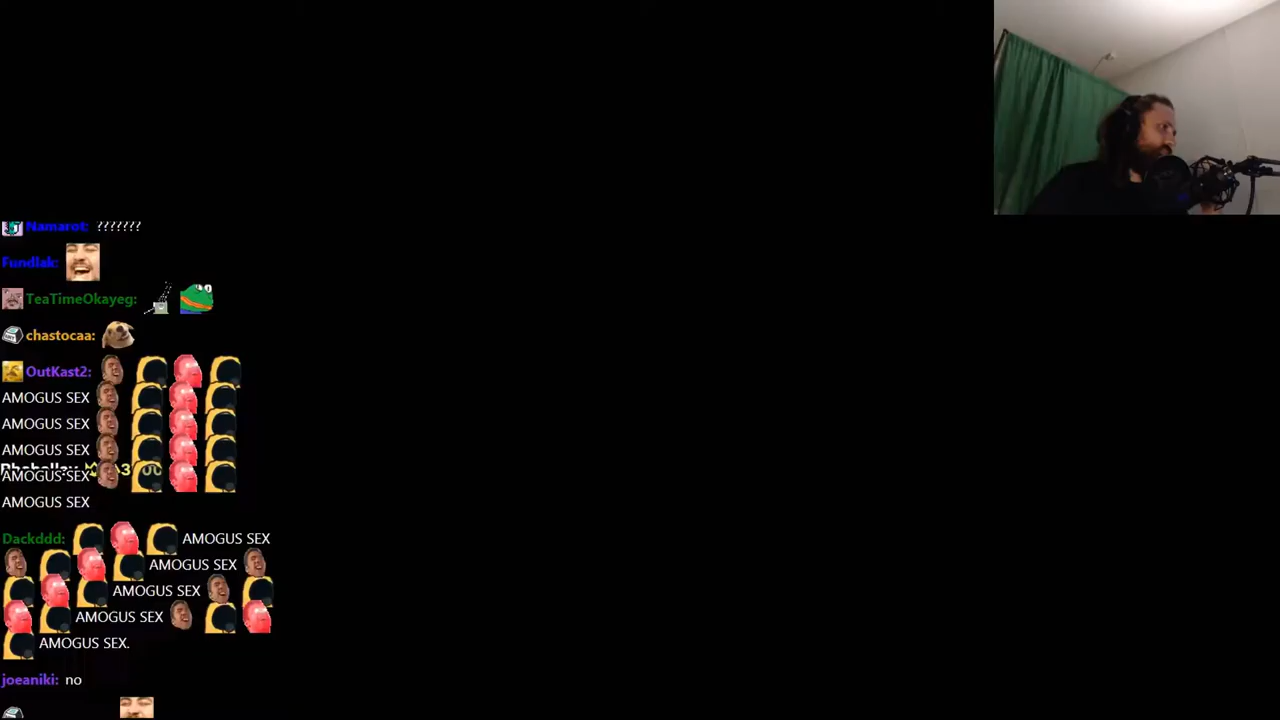 Namarot: ???????
Fundlak:
TeaTimeOkayeg:
chastocaa:
OutKast2:
AMOGUS SEX
AMOGUS SEX
AMOGUS SEX
AMOGUS SEX
AMOGUS SEX
Dackddd: AMOGUS SEX
AMOGUS SEX
AMOGUS SEX
AMOGUS SEX
AMOGUS SEX.
joeaniki: no